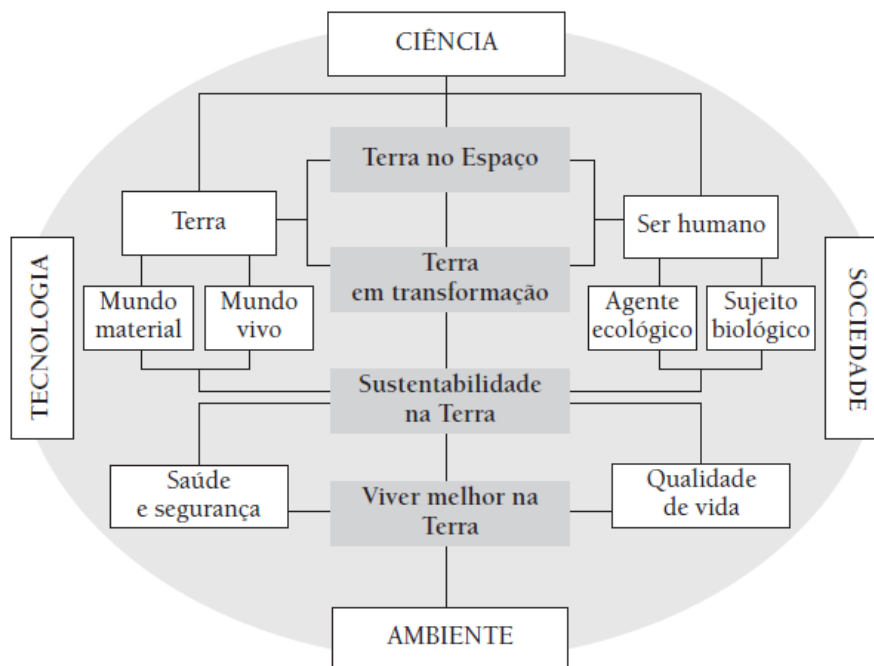 CIÊNCIA
Terra no Espaço
Terra
Ser humano
Terra
em transformação
TECNOLOGIA
SOCIEDADE
Mundo
material
Mundo
vivo
Agente
ecológico
Sujeito
biológico
Sustentabilidade
na Terra
Saúde
e segurança
Viver melhor na
Terra
Qualidade
de vida
AMBIENTE